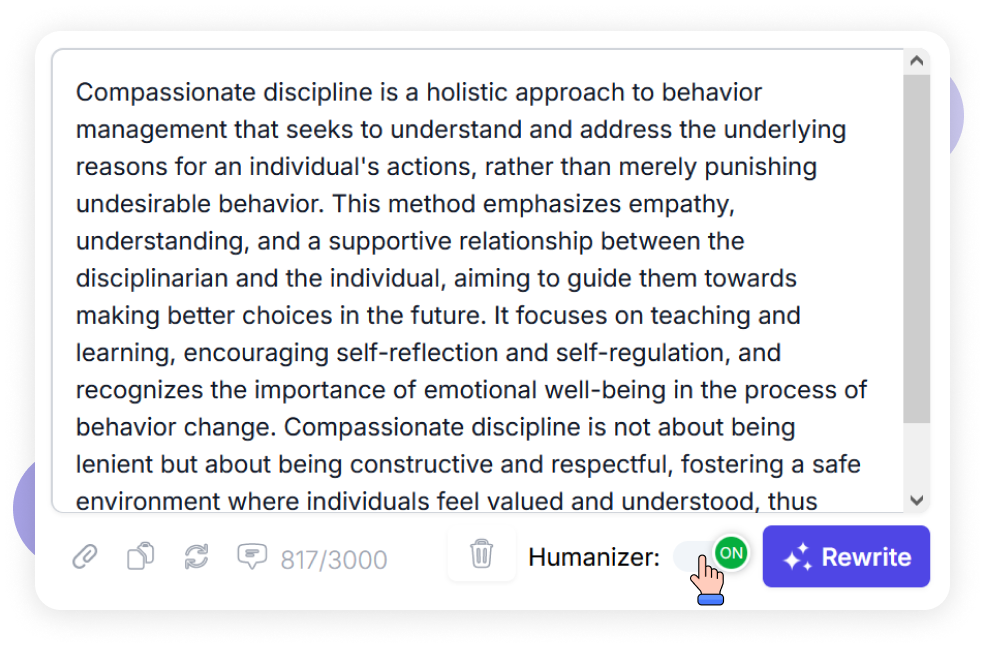 Compassionate discipline is a holistic approach to behavior
management that seeks to understand and address the underlying
reasons for an individual's actions, rather than merely punishing
undesirable behavior. This method emphasizes empathy,
understanding, and a supportive relationship between the
disciplinarian and the individual, aiming to guide them towards
making better choices in the future. It focuses on teaching and
learning, encouraging self-reflection and self-regulation, and
recognizes the importance of emotional well-being in the process of
behavior change. Compassionate discipline is not about being
lenient but about being constructive and respectful, fostering a safe
environment where individuals feel valued and understood, thus
817/3000
Humanizer:
ON
Rewrite